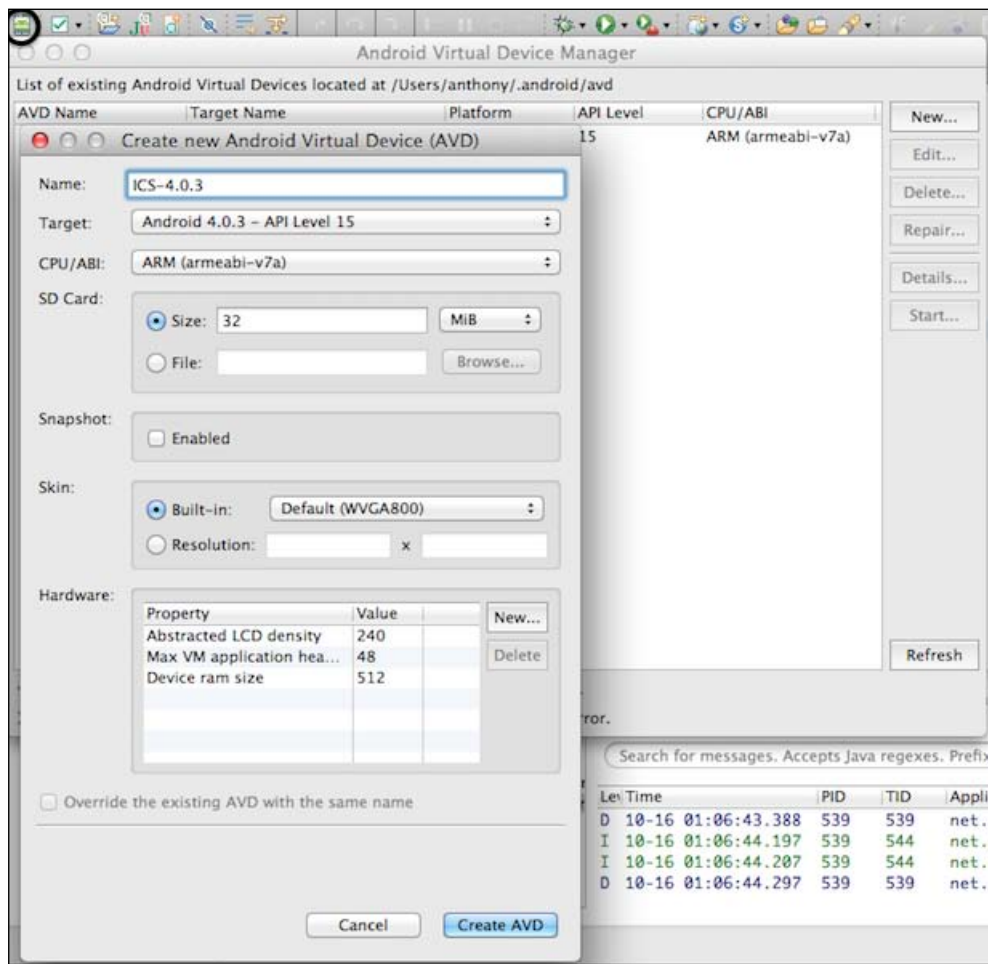 Android Virtual Device Manager
List of existing Android Virtual Devices located at /Users/anthony/.android/avd
AVD Name Target Name Platform API Level CPU/ABI
15 ARM (armeabi-v7a)
New...
Edit...
Delete...
Repair...
Details...
Start...
Refresh
Create new Android Virtual Device (AVD)
Name: ICS-4.0.3
Target: Android 4.0.3 - API Level 15
CPU/ABI: ARM (armeabi-v7a)
SD Card:
Size: 32 MiB
File: Browse...
Snapshot:
Enabled
Skin:
Built-in: Default (WVGA800)
Resolution: x
Hardware:
Property Value
Abstracted LCD density 240
Max VM application hea... 48
Device ram size 512
New...
Delete
Override the existing AVD with the same name
Cancel Create AVD
rror.
Search for messages. Accepts Java regexes. Prefix
Lev Time PID TID Appli
D 10-16 01:06:43.388 539 539 net.
I 10-16 01:06:44.197 539 544 net.
I 10-16 01:06:44.207 539 544 net.
D 10-16 01:06:44.297 539 539 net.